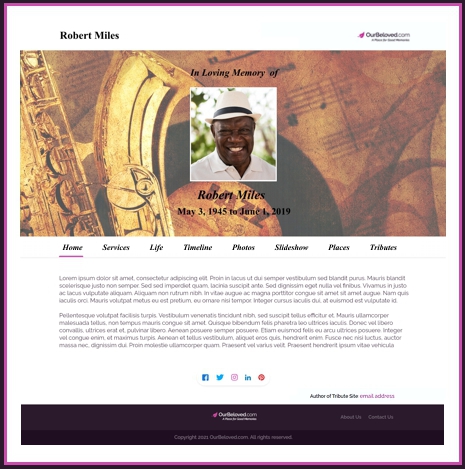 Robert Miles
OurBeloved.com
A Place for Good Memories
In Loving Memory of
Robert Miles
May 3, 1945 to June 1, 2019
Home Services Life Timeline Photos Slideshow Places Tributes
Lorem ipsum dolor sit amet, consectetur adipiscing elit. Proin in lacus ut dui semper vestibulum sed blandit purus. Mauris blandit
scelerisque justo non semper. Sed sed imperdiet quam, lacinia suscipit ante. Sed dignissim eget nulla vel finibus. Vivamus in justo
ac lacus vulputate aliquam. Aliquam non rutrum nibh. In vitae augue ac magna porttitor congue sit amet sit amet augue. Nam quis
iaculis orci. Mauris volutpat metus eu est pretium, eu ornare nisi tempor. Integer cursus iaculis dui, at euismod est vulputate id.
Pellentesque volutpat facilisis turpis. Vestibulum venenatis tincidunt nibh, sed suscipit tellus efficitur et. Mauris ullamcorper
malesuada tellus, non tempus mauris congue sit amet. Quisque bibendum felis pharetra leo ultrices iaculis. Donec vel libero
convallis, ultrices erat et, pulvinar libero. Aenean posuere semper posuere. Etiam euismod felis eu arcu ultrices, hendrerit. Integer
vel congue enim, et maximus turpis. Aenean et tellus vestibulum, aliquet eros quis, hendrerit enim. Fusce nec nisi luctus, auctor
massa nec, dignissim dui. Proin molestie ullamcorper quam. Praesent vel varius velit. Praesent hendrerit ipsum vitae vehicula
Author of Tribute Site email address
OurBeloved.com
A Place for Good Memories
About Us Contact Us
Copyright 2021 OurBeloved.com. All rights reserved.